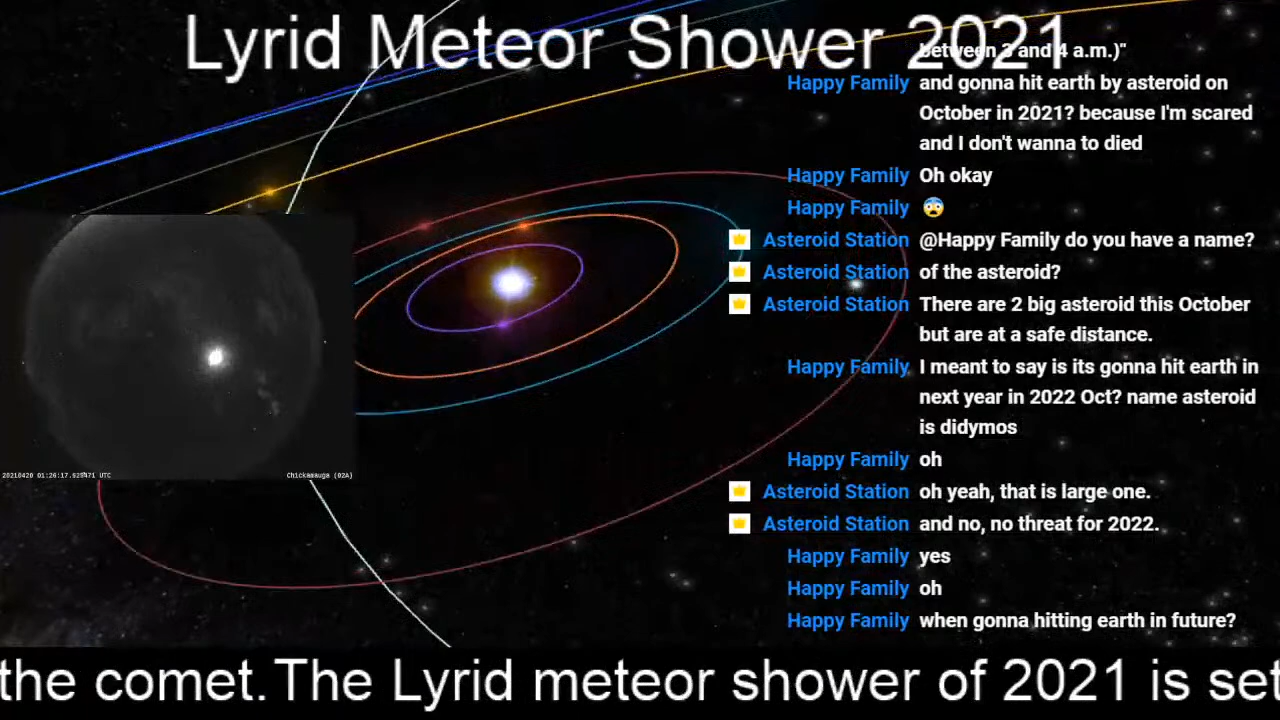 Lyrid Meteor Shower 2021
between 3 and 4 a.m.)"
Happy Family and gonna hit earth by asteroid on
October in 2021? because I'm scared
and I don't wanna to died
Happy Family Oh okay
Happy Family 😨
Asteroid Station @Happy Family do you have a name?
Asteroid Station of the asteroid?
Asteroid Station There are 2 big asteroid this October
but are at a safe distance.
Happy Family I meant to say is its gonna hit earth in
next year in 2022 Oct? name asteroid
is didymos
Happy Family oh
Asteroid Station oh yeah, that is large one.
Asteroid Station and no, no threat for 2022.
Happy Family yes
Happy Family oh
Happy Family when gonna hitting earth in future?
Chickamauga (02A)
the comet.The Lyrid meteor shower of 2021 is set